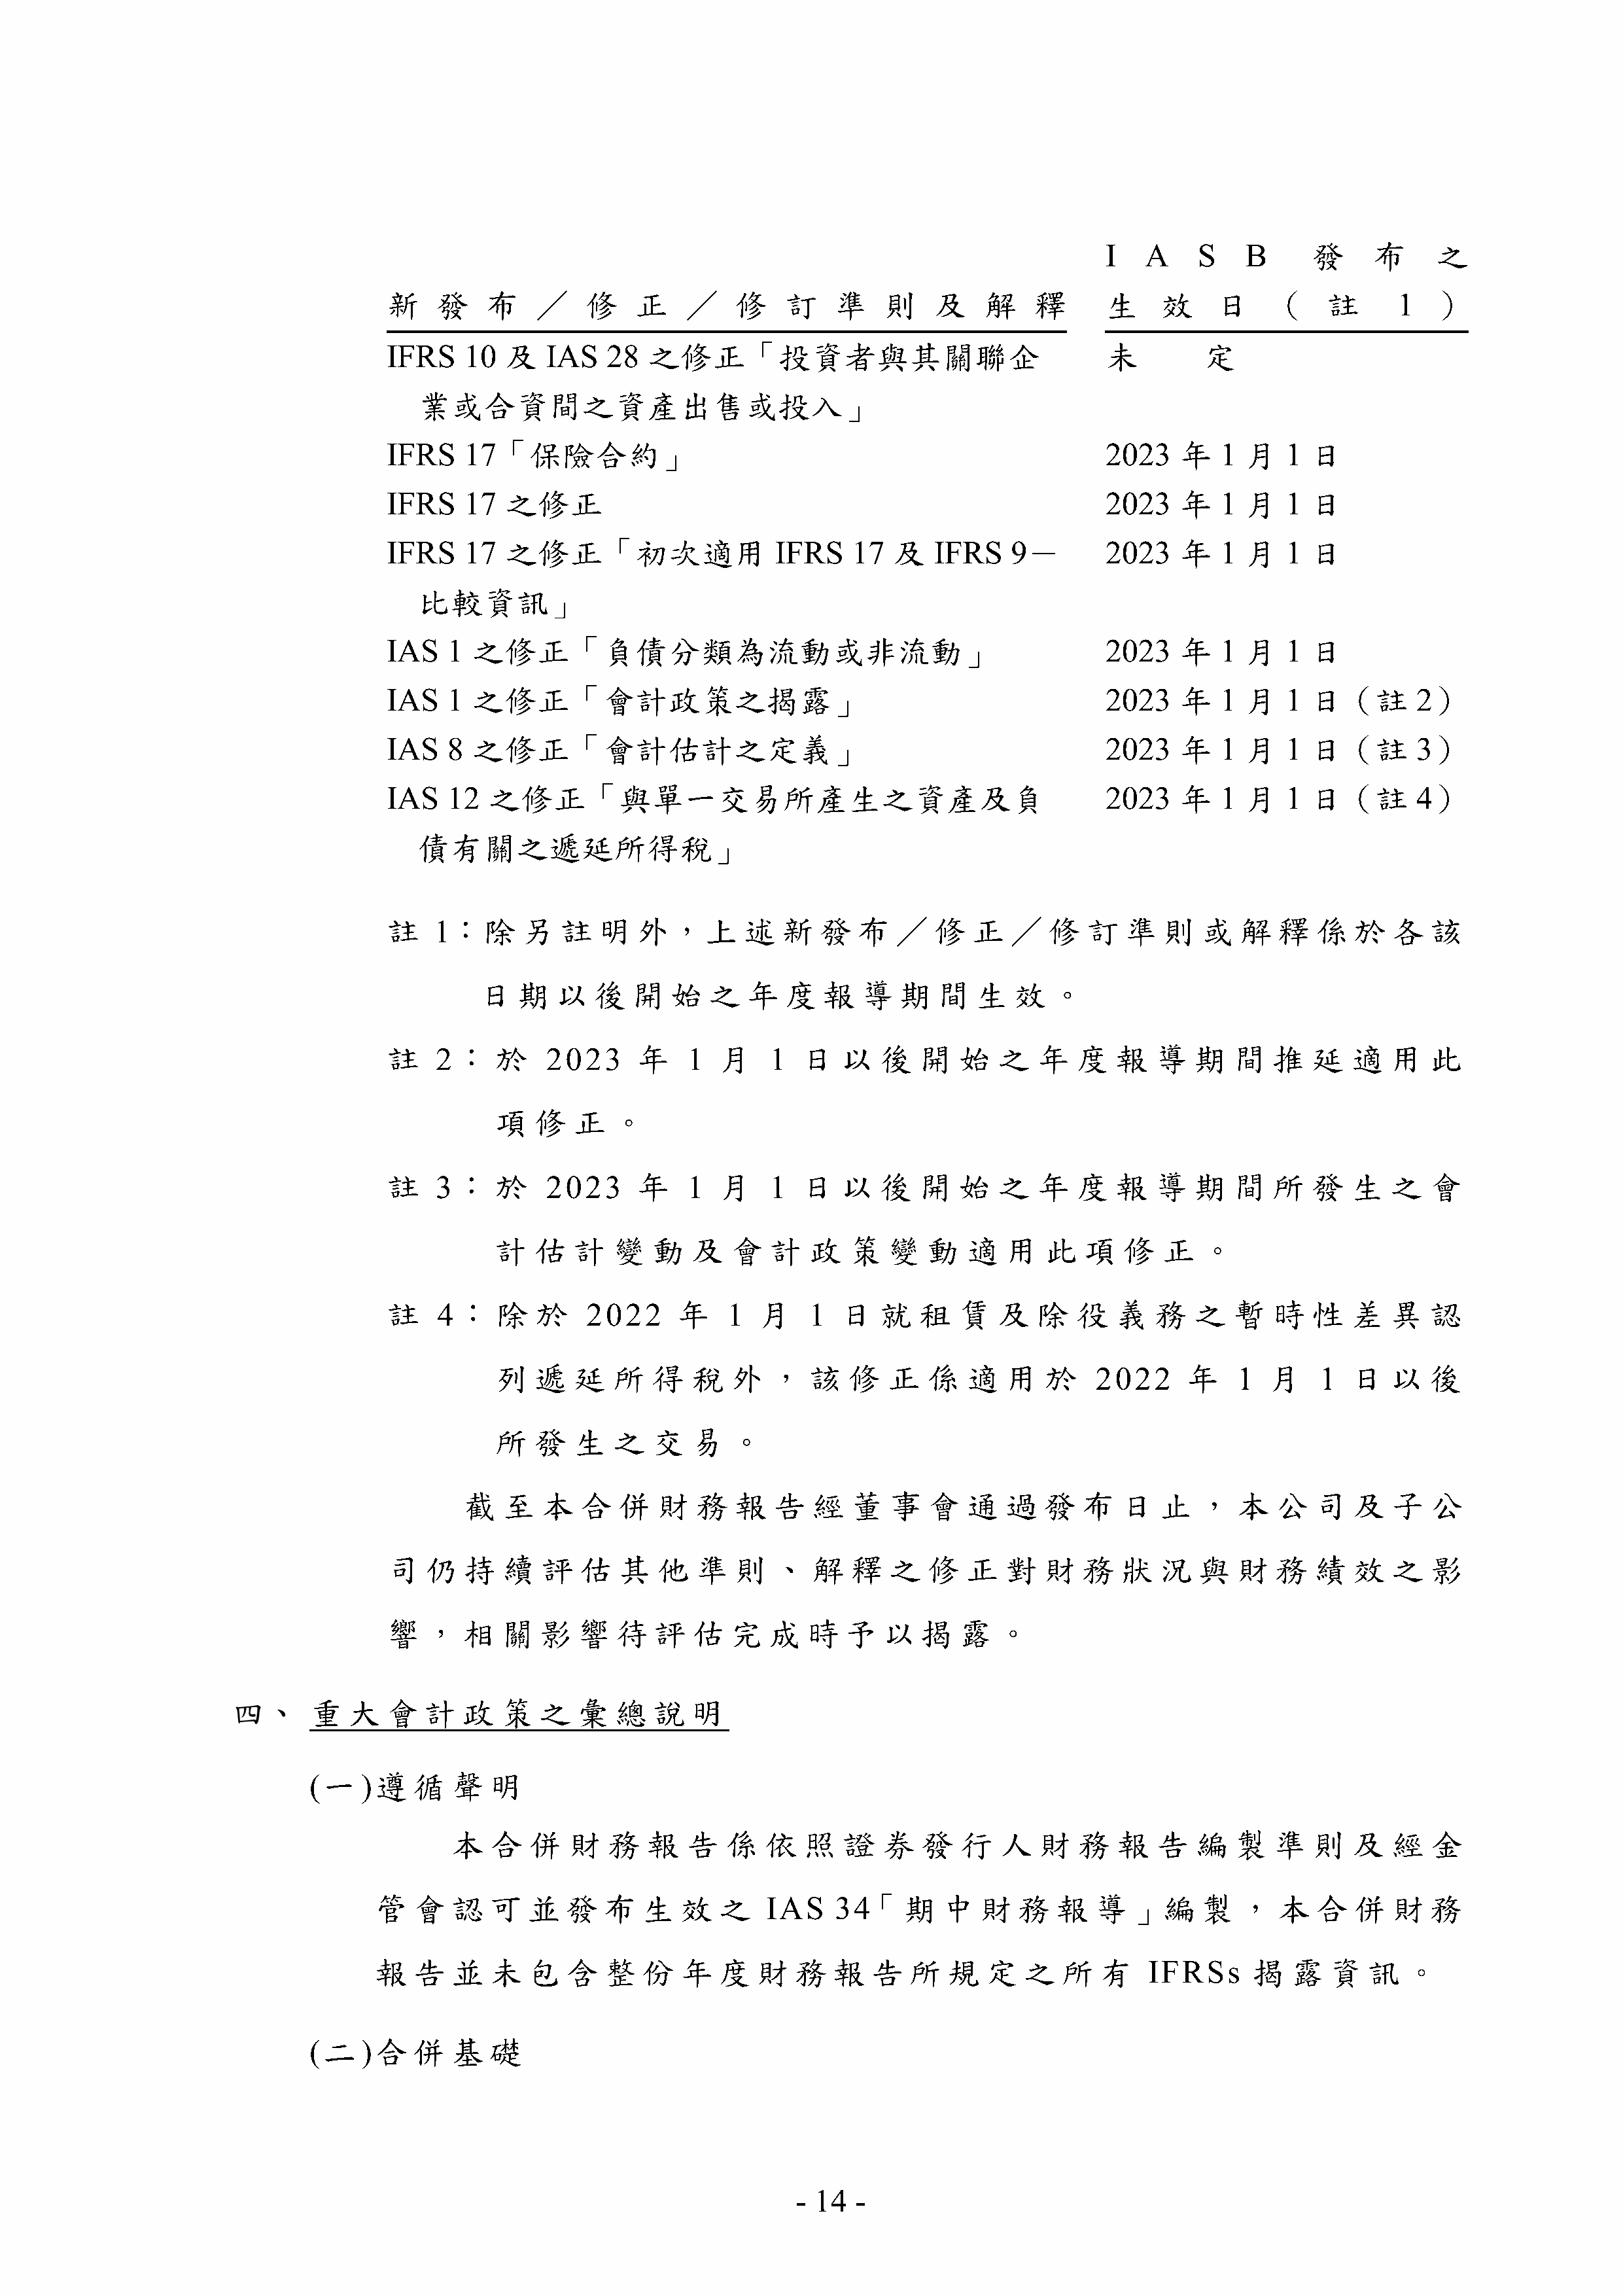 IASB 發布之
新發布／修正／修訂準則及解釋 生效日（註 1）
IFRS 10 及 IAS 28 之修正「投資者與其關聯企 未定
業或合資間之資產出售或投入」
IFRS 17「保險合約」 2023 年 1 月 1 日
IFRS 17 之修正 2023 年 1 月 1 日
IFRS 17 之修正「初次適用 IFRS 17 及 IFRS 9－ 2023 年 1 月 1 日
比較資訊」
IAS 1 之修正「負債分類為流動或非流動」 2023 年 1 月 1 日
IAS 1 之修正「會計政策之揭露」 2023 年 1 月 1 日（註 2）
IAS 8 之修正「會計估計之定義」 2023 年 1 月 1 日（註 3）
IAS 12 之修正「與單一交易所產生之資產及負 2023 年 1 月 1 日（註 4）
債有關之遞延所得稅」
註 1：除另註明外，上述新發布／修正／修訂準則或解釋係於各該
日期以後開始之年度報導期間生效。
註 2：於 2023 年 1 月 1 日以後開始之年度報導期間推延適用此
項修正。
註 3：於 2023 年 1 月 1 日以後開始之年度報導期間所發生之會
計估計變動及會計政策變動適用此項修正。
註 4：除於 2022 年 1 月 1 日就租賃及除役義務之暫時性差異認
列遞延所得稅外，該修正係適用於 2022 年 1 月 1 日以後
所發生之交易。
截至本合併財務報告經董事會通過發布日止，本公司及子公
司仍持續評估其他準則、解釋之修正對財務狀況與財務績效之影
響，相關影響待評估完成時予以揭露。
四、重大會計政策之彙總說明
(一)遵循聲明
本合併財務報告係依照證券發行人財務報告編製準則及經金
管會認可並發布生效之 IAS 34「期中財務報導」編製，本合併財務
報告並未包含整份年度財務報告所規定之所有 IFRSs 揭露資訊。
(二)合併基礎
- 14 -